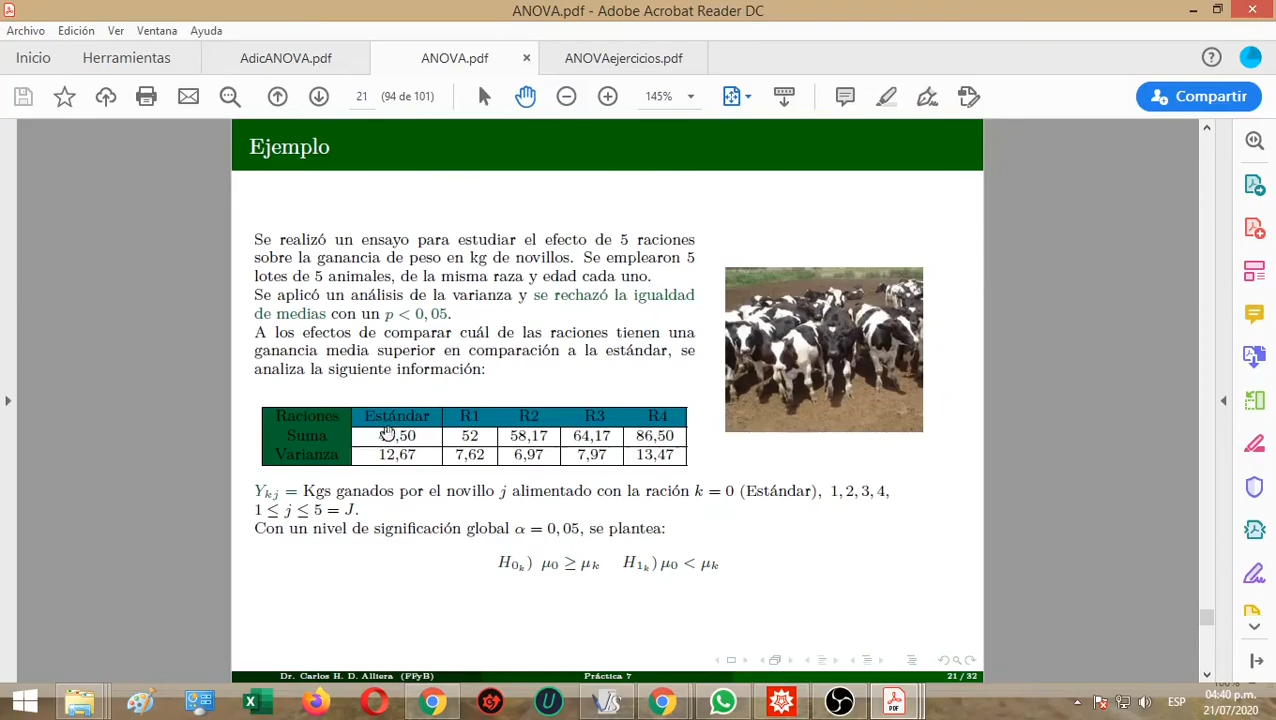 ANOVA.pdf - Adobe Acrobat Reader DC
Archivo Edición Ver Ventana Ayuda
Inicio Herramientas AdicANOVA.pdf ANOVA.pdf × ANOVAejercicios.pdf
21 (94 de 101) 145% Compartir
Ejemplo
Se realizó un ensayo para estudiar el efecto de 5 raciones
sobre la ganancia de peso en kg de novillos. Se emplearon 5
lotes de 5 animales, de la misma raza y edad cada uno.
Se aplicó un análisis de la varianza y se rechazó la igualdad
de medias con un p < 0,05.
A los efectos de comparar cuál de las raciones tienen una
ganancia media superior en comparación a la estándar, se
analiza la siguiente información:
Raciones Estándar R1 R2 R3 R4
Suma ,50 52 58,17 64,17 86,50
Varianza 12,67 7,62 6,97 7,97 13,47
Y_kj = Kgs ganados por el novillo j alimentado con la ración k = 0 (Estándar), 1, 2, 3, 4,
1 ≤ j ≤ 5 = J.
Con un nivel de significación global α = 0,05, se plantea:
H_0k) μ0 ≥ μk H_1k) μ0 < μk
Dr. Carlos H. D. Alliera (FFyB) Práctica 7 21 / 32
ESP 04:40 p.m.
21/07/2020